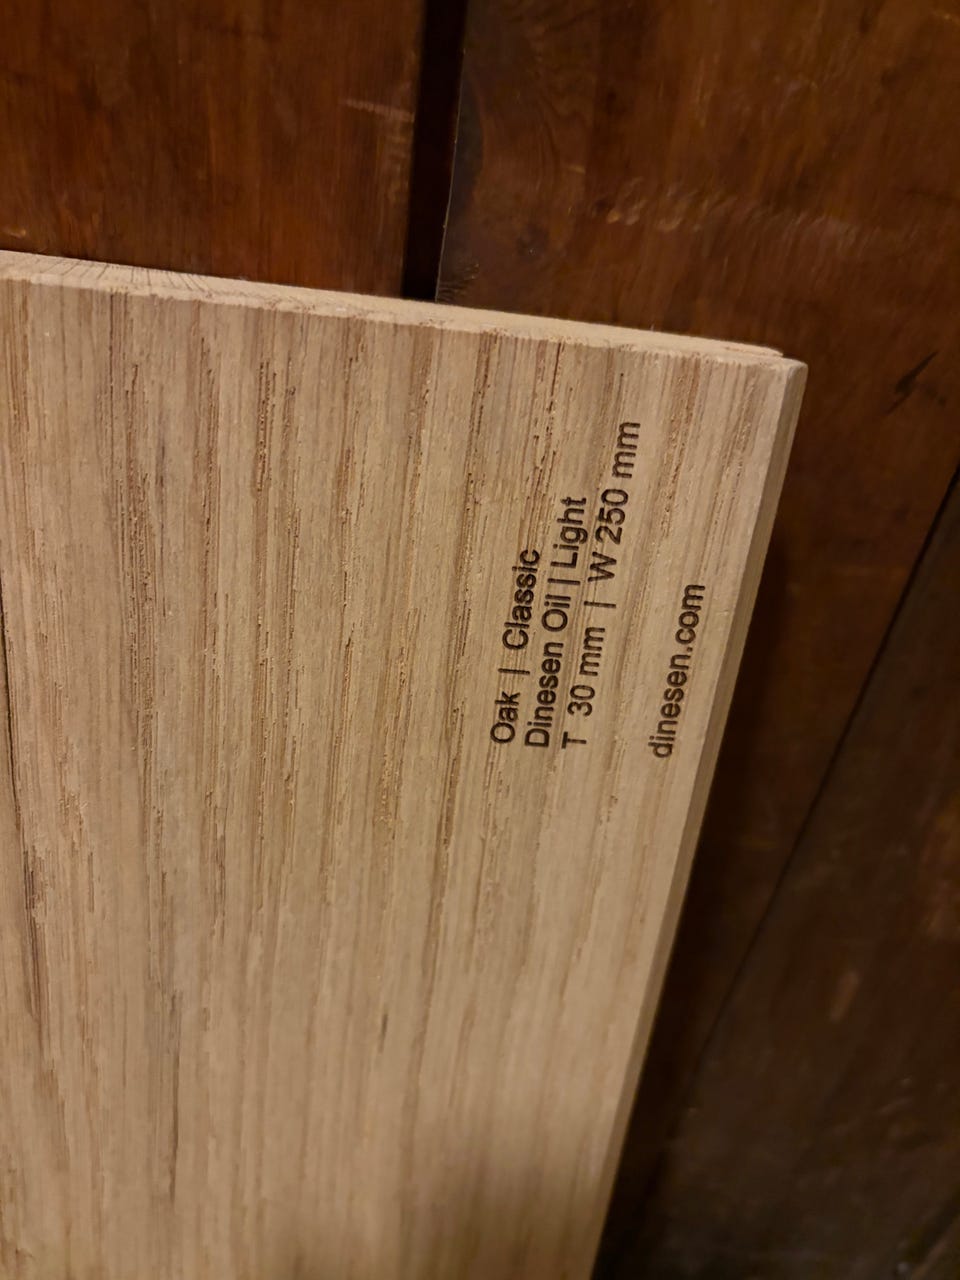 Oak | Classic
Dinesen Oil | Light
T 30 mm | W 250 mm
dinesen.com